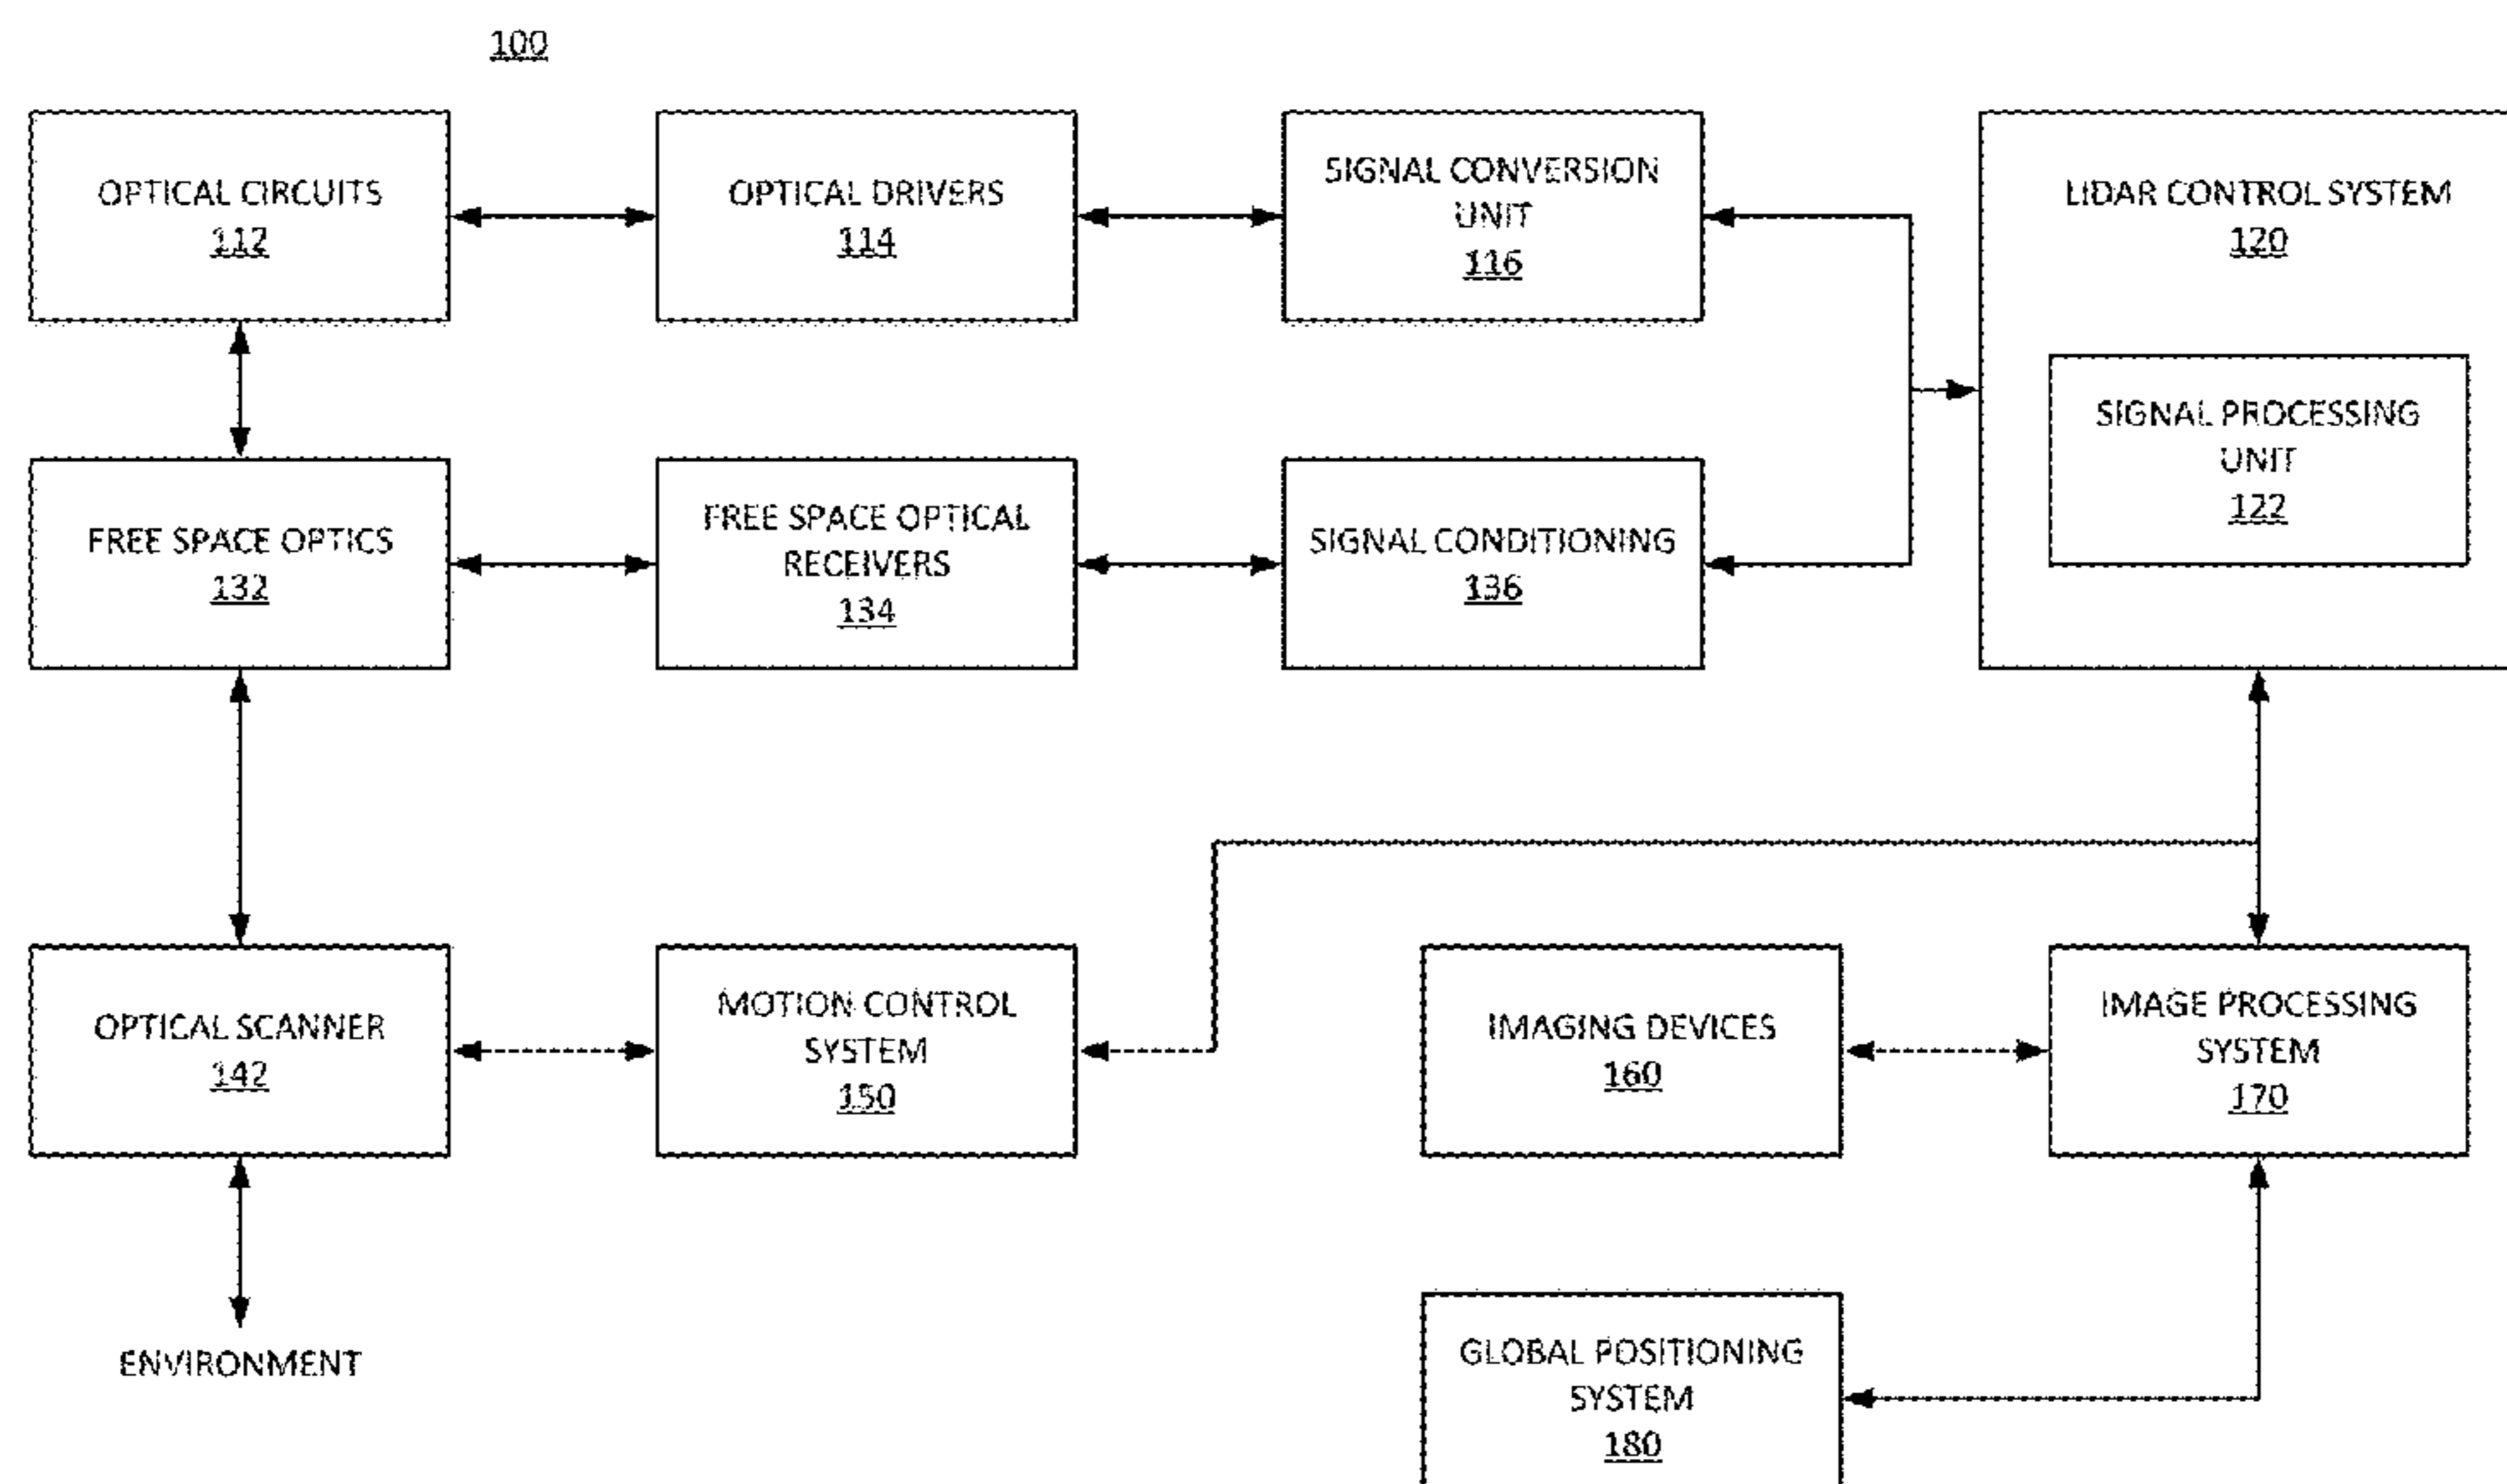 100
OPTICAL CIRCUITS
112
OPTICAL DRIVERS
114
SIGNAL CONVERSION
UNIT
116
LIDAR CONTROL SYSTEM
120
SIGNAL PROCESSING
UNIT
122
FREE SPACE OPTICS
132
FREE SPACE OPTICAL
RECEIVERS
134
SIGNAL CONDITIONING
136
OPTICAL SCANNER
142
MOTION CONTROL
SYSTEM
150
IMAGING DEVICES
160
IMAGE PROCESSING
SYSTEM
170
ENVIRONMENT
GLOBAL POSITIONING
SYSTEM
180